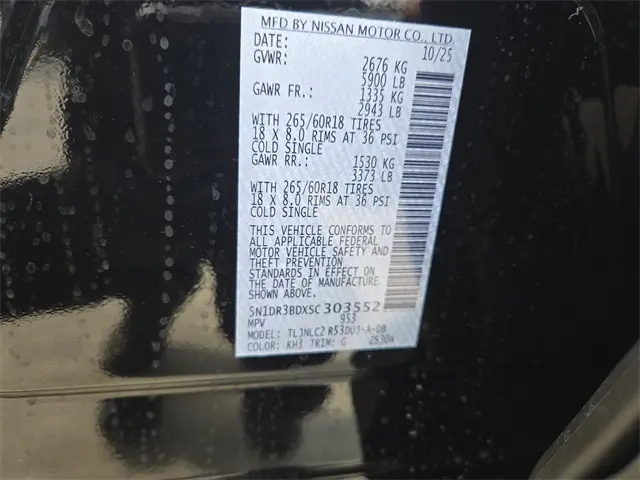 MFD BY NISSAN MOTOR CO., LTD.
DATE: 10/25
GVWR: 2676 KG
5900 LB
GAWR FR.: 1335 KG
2943 LB
WITH 265/60R18 TIRES
18 X 8.0 RIMS AT 36 PSI
COLD SINGLE
GAWR RR.: 1530 KG
3373 LB
WITH 265/60R18 TIRES
18 X 8.0 RIMS AT 36 PSI
COLD SINGLE
THIS VEHICLE CONFORMS TO
ALL APPLICABLE FEDERAL
MOTOR VEHICLE SAFETY AND
THEFT PREVENTION
STANDARDS IN EFFECT ON
THE DATE OF MANUFACTURE
SHOWN ABOVE.
5N1DR3BDXSC303552
MPV 953
MODEL: TLJNLC2 R53DUJ-A-DB
COLOR: KH3 TRIM: G 2530A